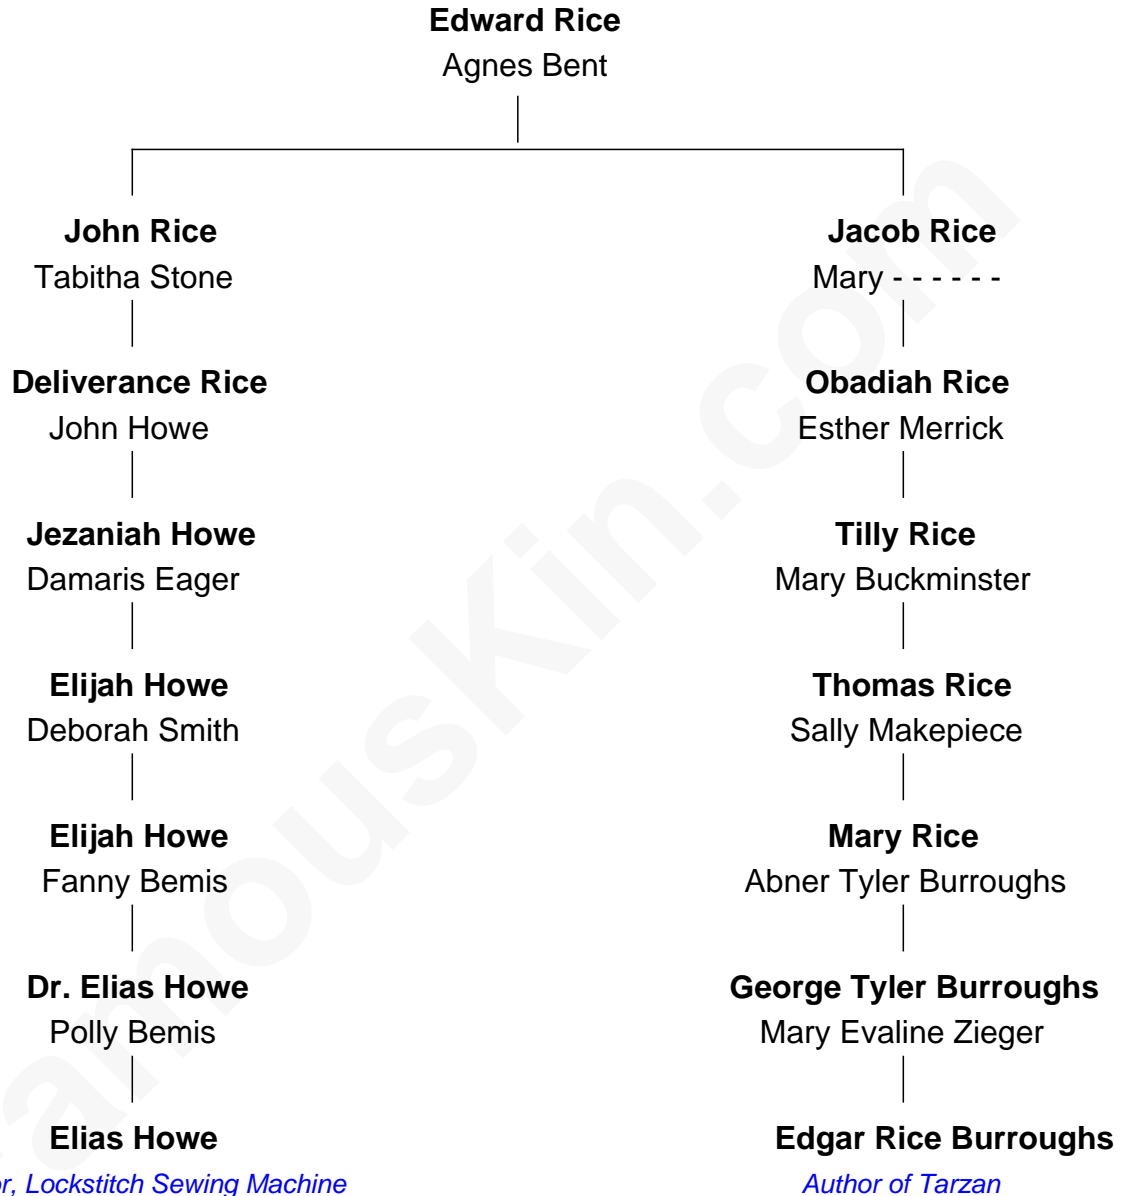 Edward Rice
Agnes Bent
John Rice
Tabitha Stone
Deliverance Rice
John Howe
Jezaniah Howe
Damaris Eager
Elijah Howe
Deborah Smith
Elijah Howe
Fanny Bemis
Dr. Elias Howe
Polly Bemis
Elias Howe
Lockstitch Sewing Machine
Jacob Rice
Mary - - - - - -
Obadiah Rice
Esther Merrick
Tilly Rice
Mary Buckminster
Thomas Rice
Sally Makepiece
Mary Rice
Abner Tyler Burroughs
George Tyler Burroughs
Mary Evaline Zieger
Edgar Rice Burroughs
Author of Tarzan
amouskin.com